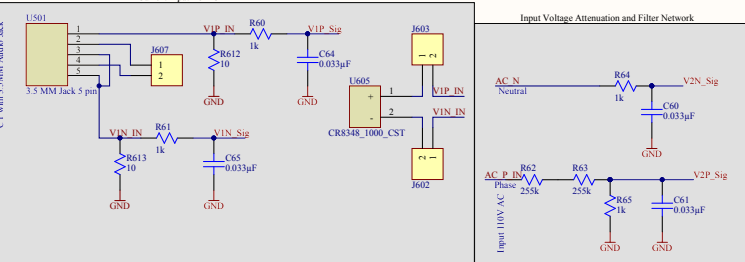 Input Voltage Attenuation and Filter Network
U501
1
2
3
4
5
3.5 MM Jack 5 pin
J607
1
2
V1P_IN
R60
1k
V1P_Sig
R612
10
C64
0.033µF
GND
GND
V1N_IN
R61
1k
V1N_Sig
R613
10
C65
0.033µF
GND
GND
J603
1
2
U605
+
1
-
2
V1P_IN
V1N_IN
CR8348_1000_CST
2
1
J602
AC_N
Neutral
R64
1k
V2N_Sig
C60
0.033µF
GND
AC_P_IN
Phase
R62
255k
R63
255k
V2P_Sig
R65
1k
C61
0.033µF
GND
GND
Input 110V AC